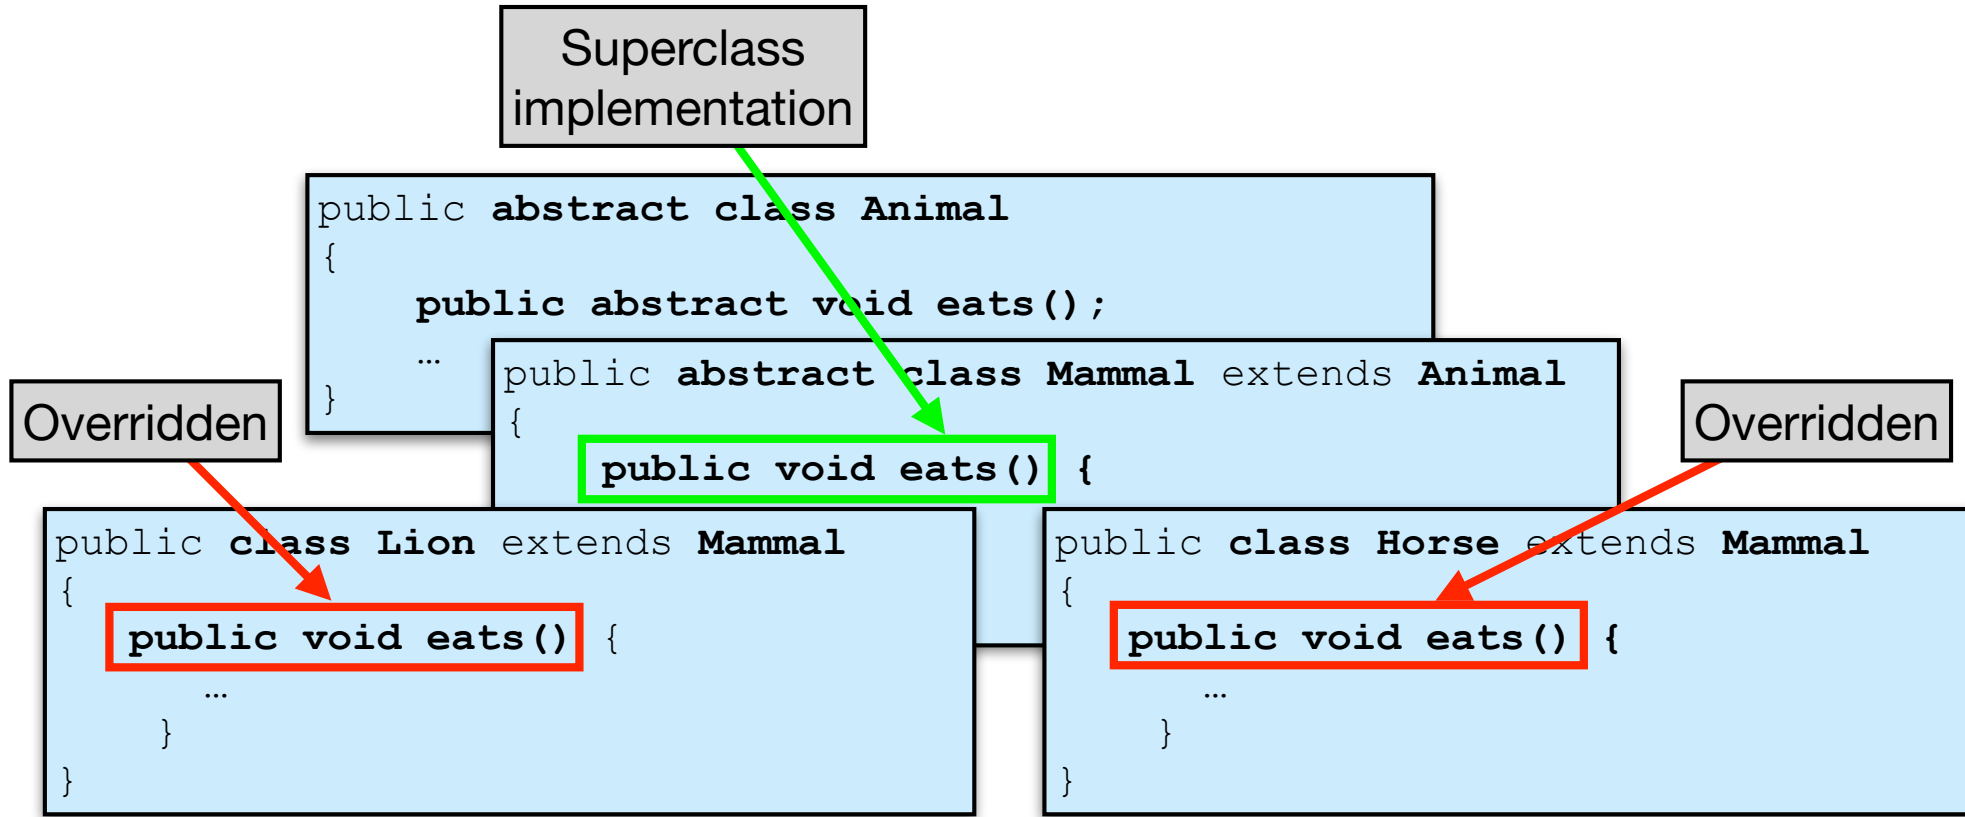 Superclass
implementation
public abstract class Animal
{
public abstract void eats();
…
}
public abstract class Mammal extends Animal
{
public void eats() {
Overridden
Overridden
public class Lion extends Mammal
{
public void eats() {
…
}
}
public class Horse extends Mammal
{
public void eats() {
…
}
}